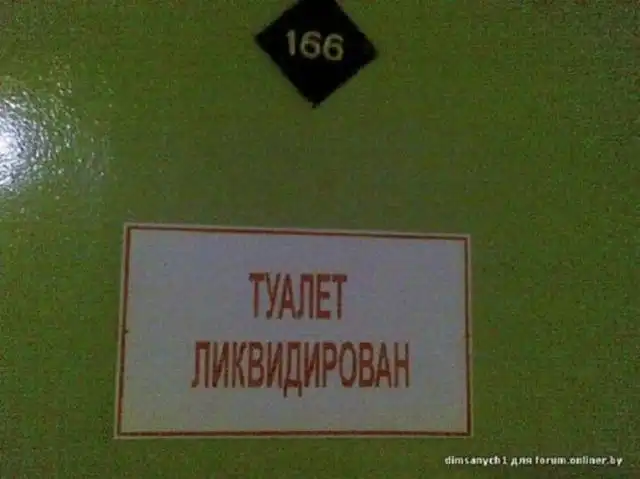 166
ТУАЛЕТ
ЛИКВИДИРОВАН
dimsanych1 для forum.onliner.by